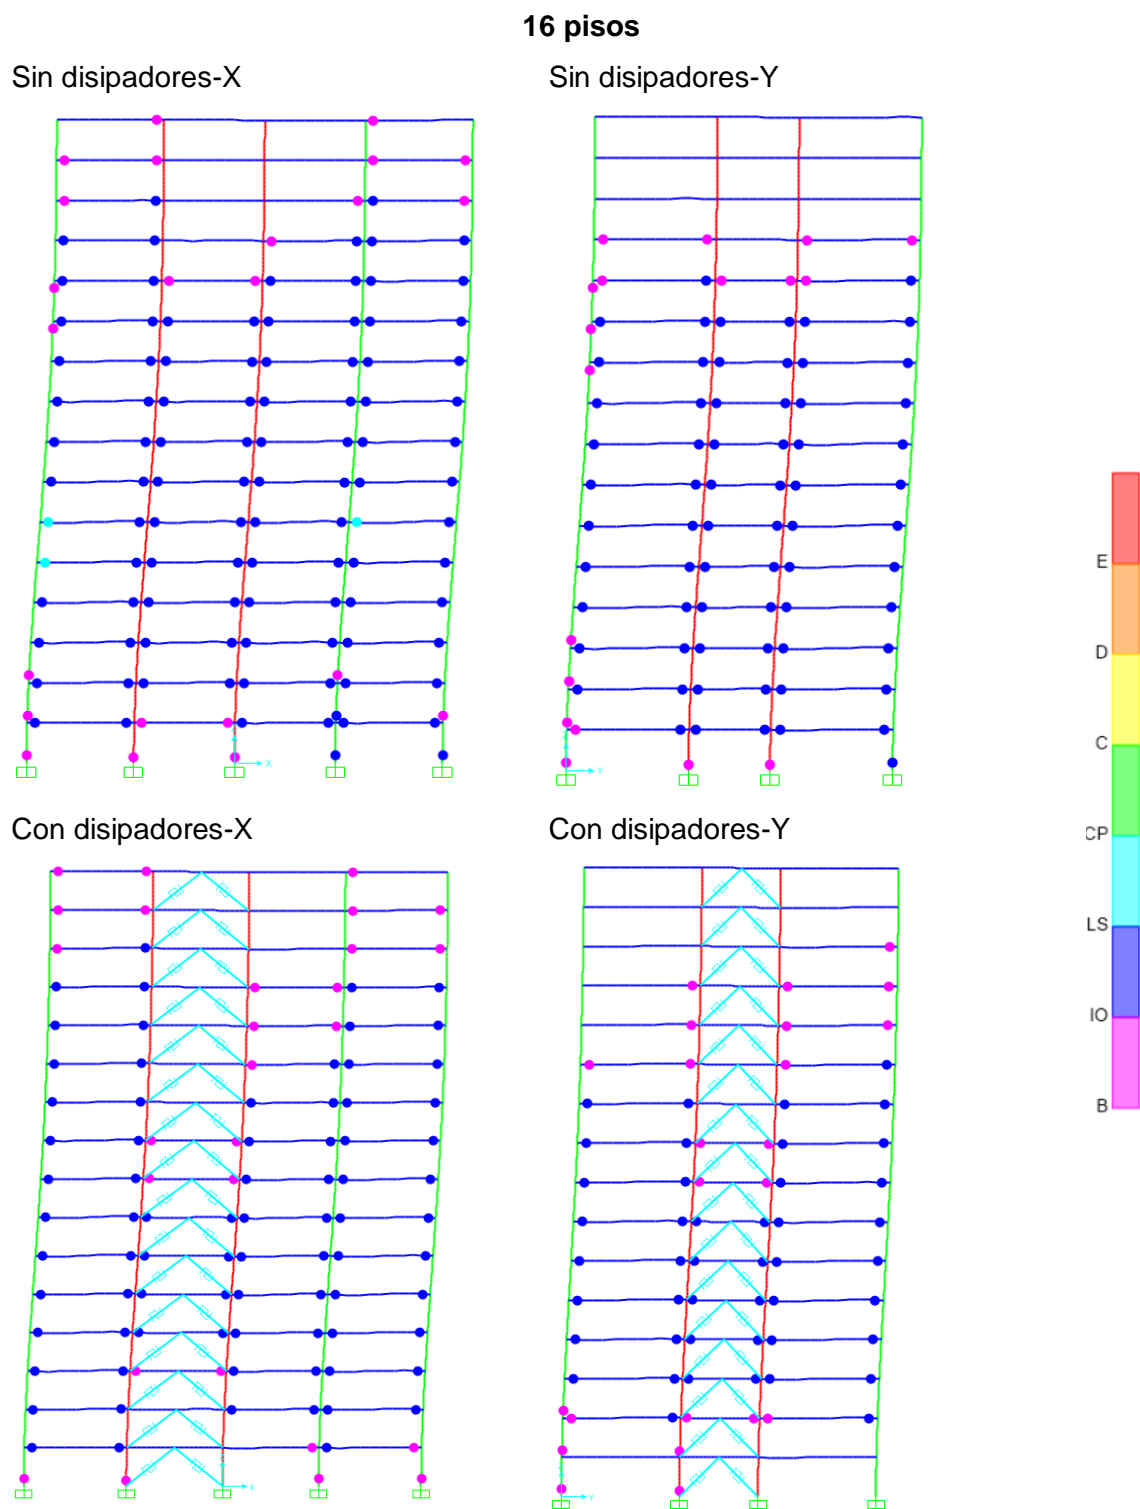 16 pisos
Sin disipadores-X
Sin disipadores-Y
X
Y
E
D
C
CP
LS
IO
B
Con disipadores-X
Con disipadores-Y
X
Y